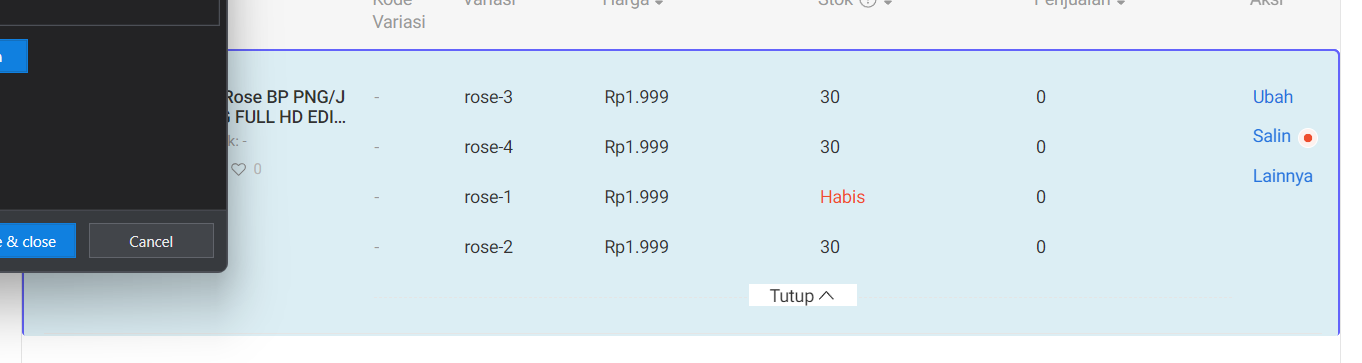 Kode
Variasi
Variasi
Harga
Stok
Penjualan
Aksi
Rose BP PNG/J
FULL HD EDI...
k: -
0
- rose-3 Rp1.999 30 0
- rose-4 Rp1.999 30 0
- rose-1 Rp1.999 Habis 0
- rose-2 Rp1.999 30 0
Ubah
Salin
Lainnya
Tutup
e & close
Cancel